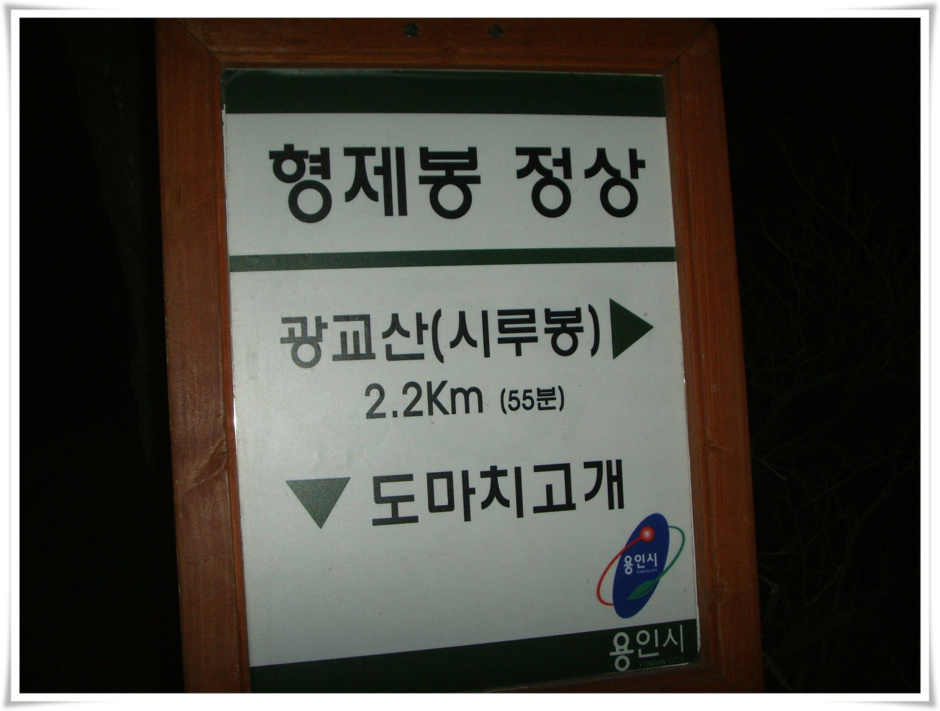 형제봉 정상
광교산(시루봉) ▶
2.2Km (55분)
▼ 도마치고개
용인시
용인시